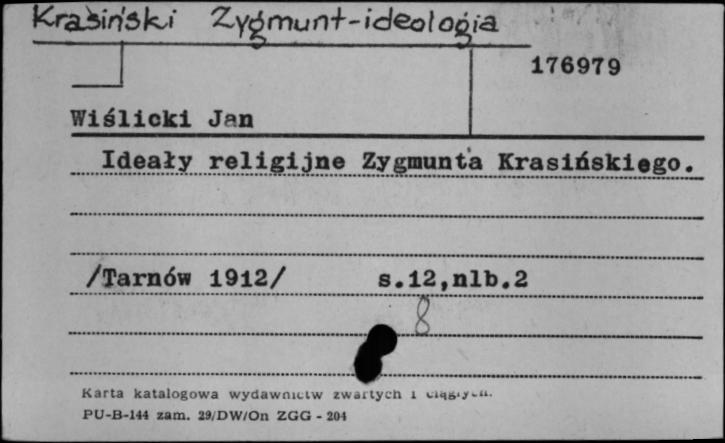 Krasiński Zygmunt-ideologia
176979
Wiślicki Jan
Ideały religijne Zygmunta Krasińskiego.
/Tarnów 1912/ s.12,nlb.2
8
Karta katalogowa wydawnictw zwartych i ciągłych.
PU-B-144 zam. 29/DW/On ZGG - 204